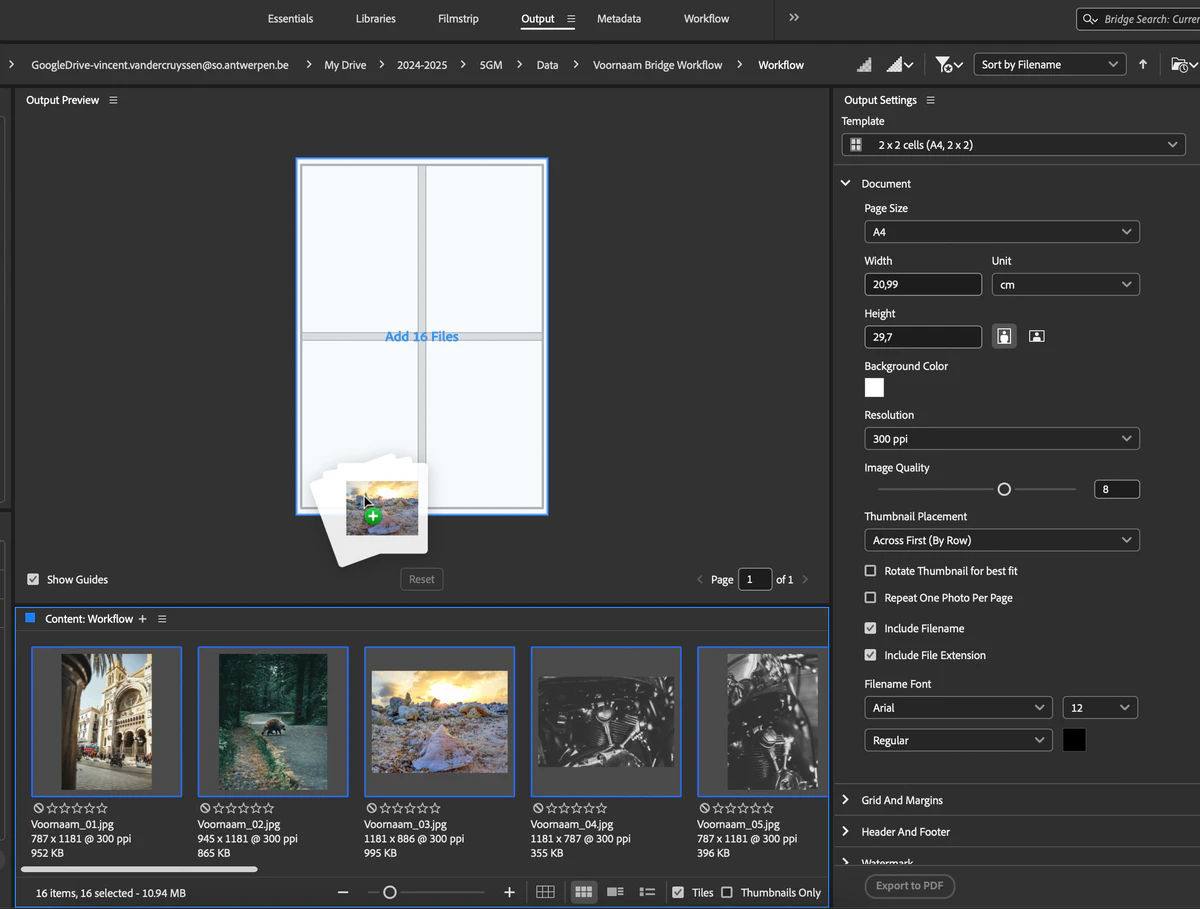 Essentials Libraries Filmstrip Output Metadata Workflow
Bridge Search: Curren
GoogleDrive-vincent.vandercruyssen@so.antwerpen.be My Drive 2024-2025 5GM Data Voornaam Bridge Workflow Workflow
Sort by Filename
Output Preview
Add 16 Files
Show Guides
Reset
Page 1 of 1
Content: Workflow
Voornaam_01.jpg
787 x 1181 @ 300 ppi
952 KB
Voornaam_02.jpg
945 x 1181 @ 300 ppi
865 KB
Voornaam_03.jpg
1181 x 886 @ 300 ppi
995 KB
Voornaam_04.jpg
1181 x 787 @ 300 ppi
355 KB
Voornaam_05.jpg
787 x 1181 @ 300 ppi
396 KB
16 items, 16 selected - 10.94 MB
Tiles
Thumbnails Only
Output Settings
Template
2 x 2 cells (A4, 2 x 2)
Document
Page Size
A4
Width Unit
20,99 cm
Height
29,7
Background Color
Resolution
300 ppi
Image Quality
8
Thumbnail Placement
Across First (By Row)
Rotate Thumbnail for best fit
Repeat One Photo Per Page
Include Filename
Include File Extension
Filename Font
Arial 12
Regular
Grid And Margins
Header And Footer
Watermark
Export to PDF